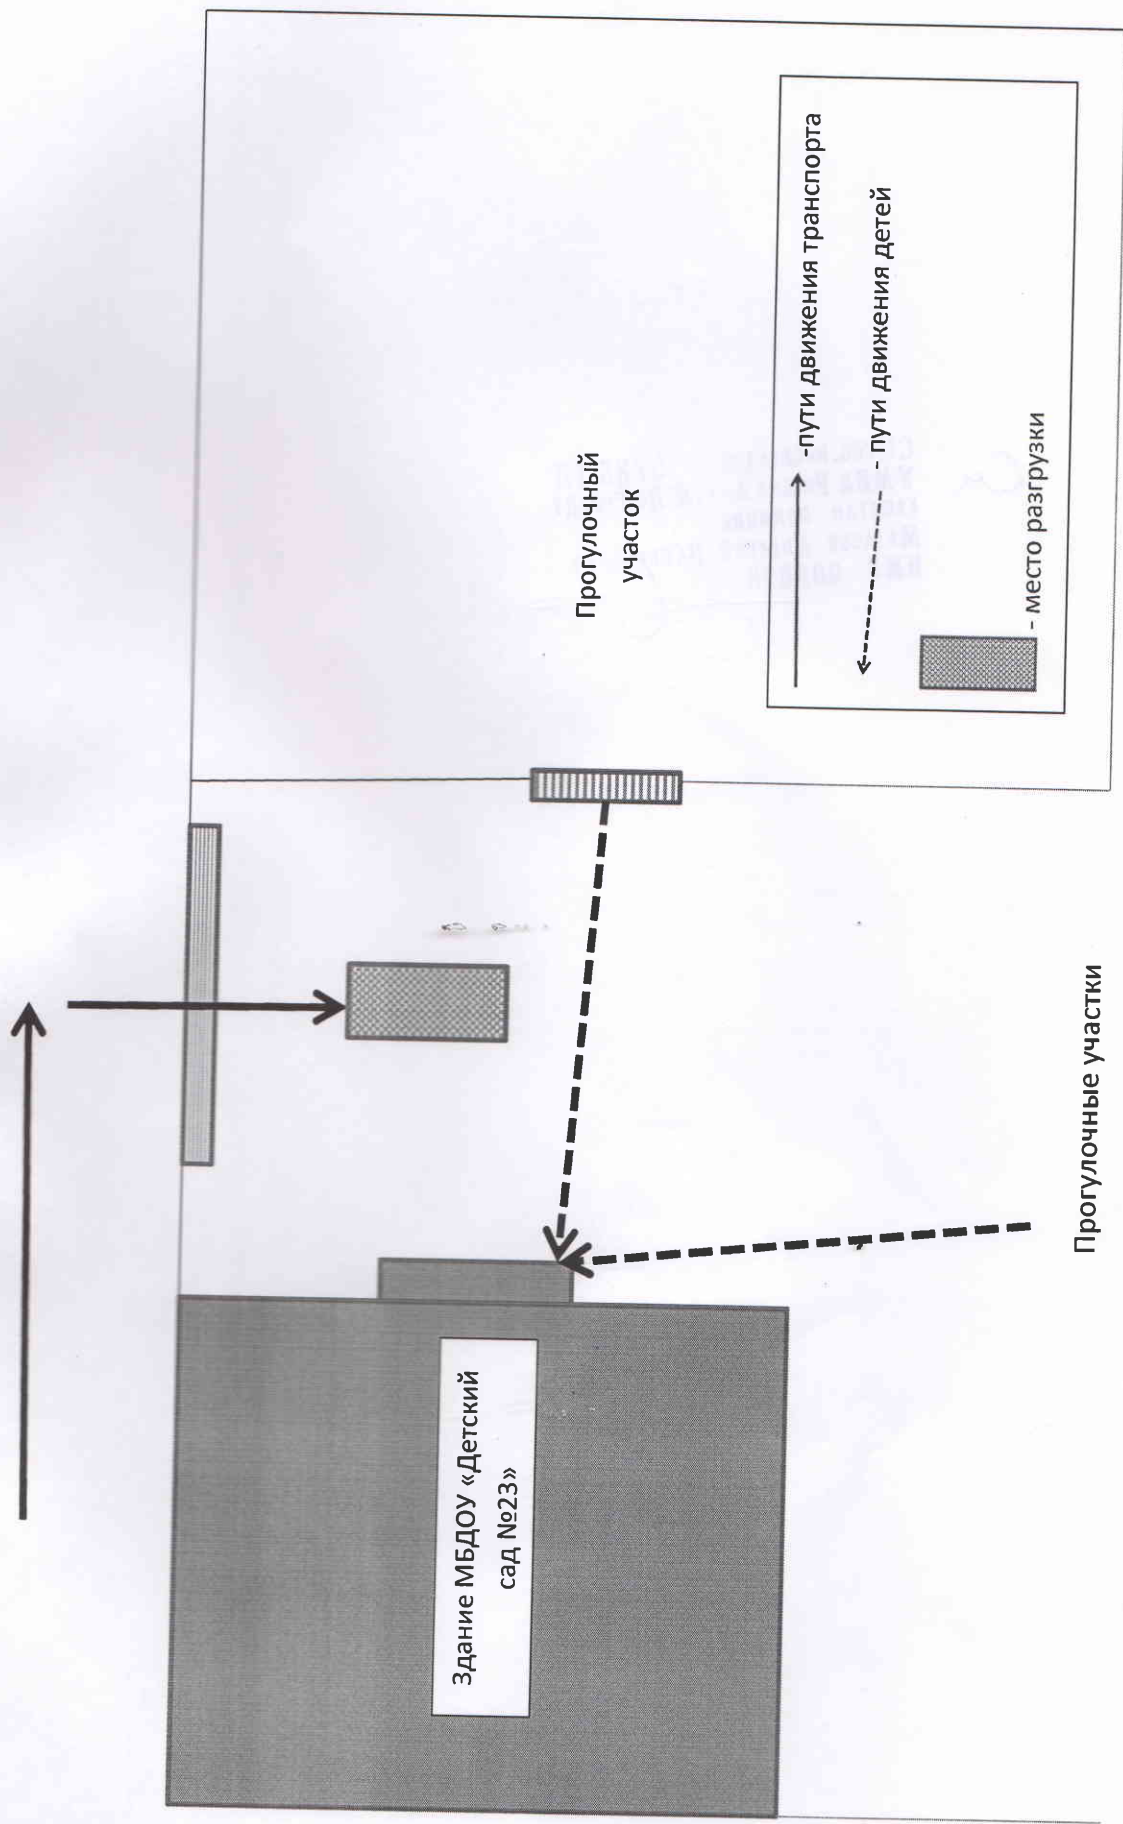 Здание МБДОУ «Детский
сад №23»
Прогулочный
участок
Прогулочные участки
-пути движения транспорта
- пути движения детей
- место разгрузки